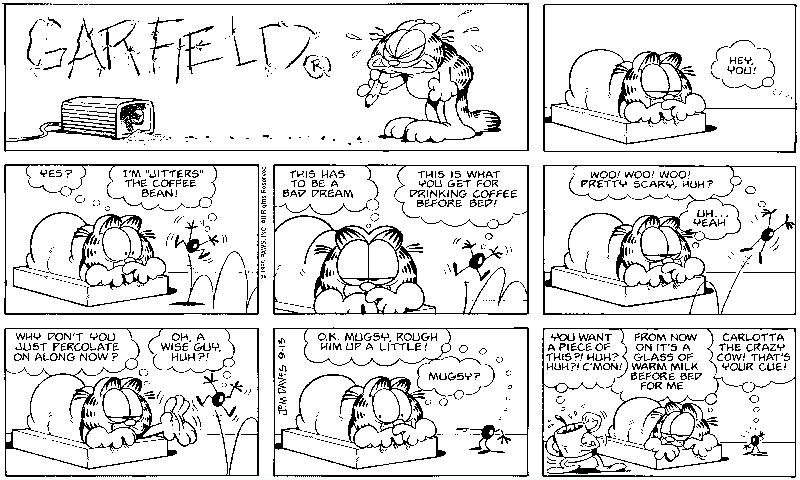 GARFIELD®
HEY,
YOU!
YES?
I'M "JITTERS"
THE COFFEE
BEAN!
THIS HAS
TO BE A
BAD DREAM
THIS IS WHAT
YOU GET FOR
DRINKING COFFEE
BEFORE BED!
WOO! WOO! WOO!
PRETTY SCARY, HUH?
UH...
YEAH
WHY DON'T YOU
JUST PERCOLATE
ON ALONG NOW?
OH, A
WISE GUY,
HUH?!
JIM DAVIS 9-15
O.K. MUGSY, ROUGH
HIM UP A LITTLE!
MUGSY?
YOU WANT
A PIECE OF
THIS?! HUH?
HUH?! C'MON!
FROM NOW
ON IT'S A
GLASS OF
WARM MILK
BEFORE BED
FOR ME
CARLOTTA
THE CRAZY
COW! THAT'S
YOUR CUE!